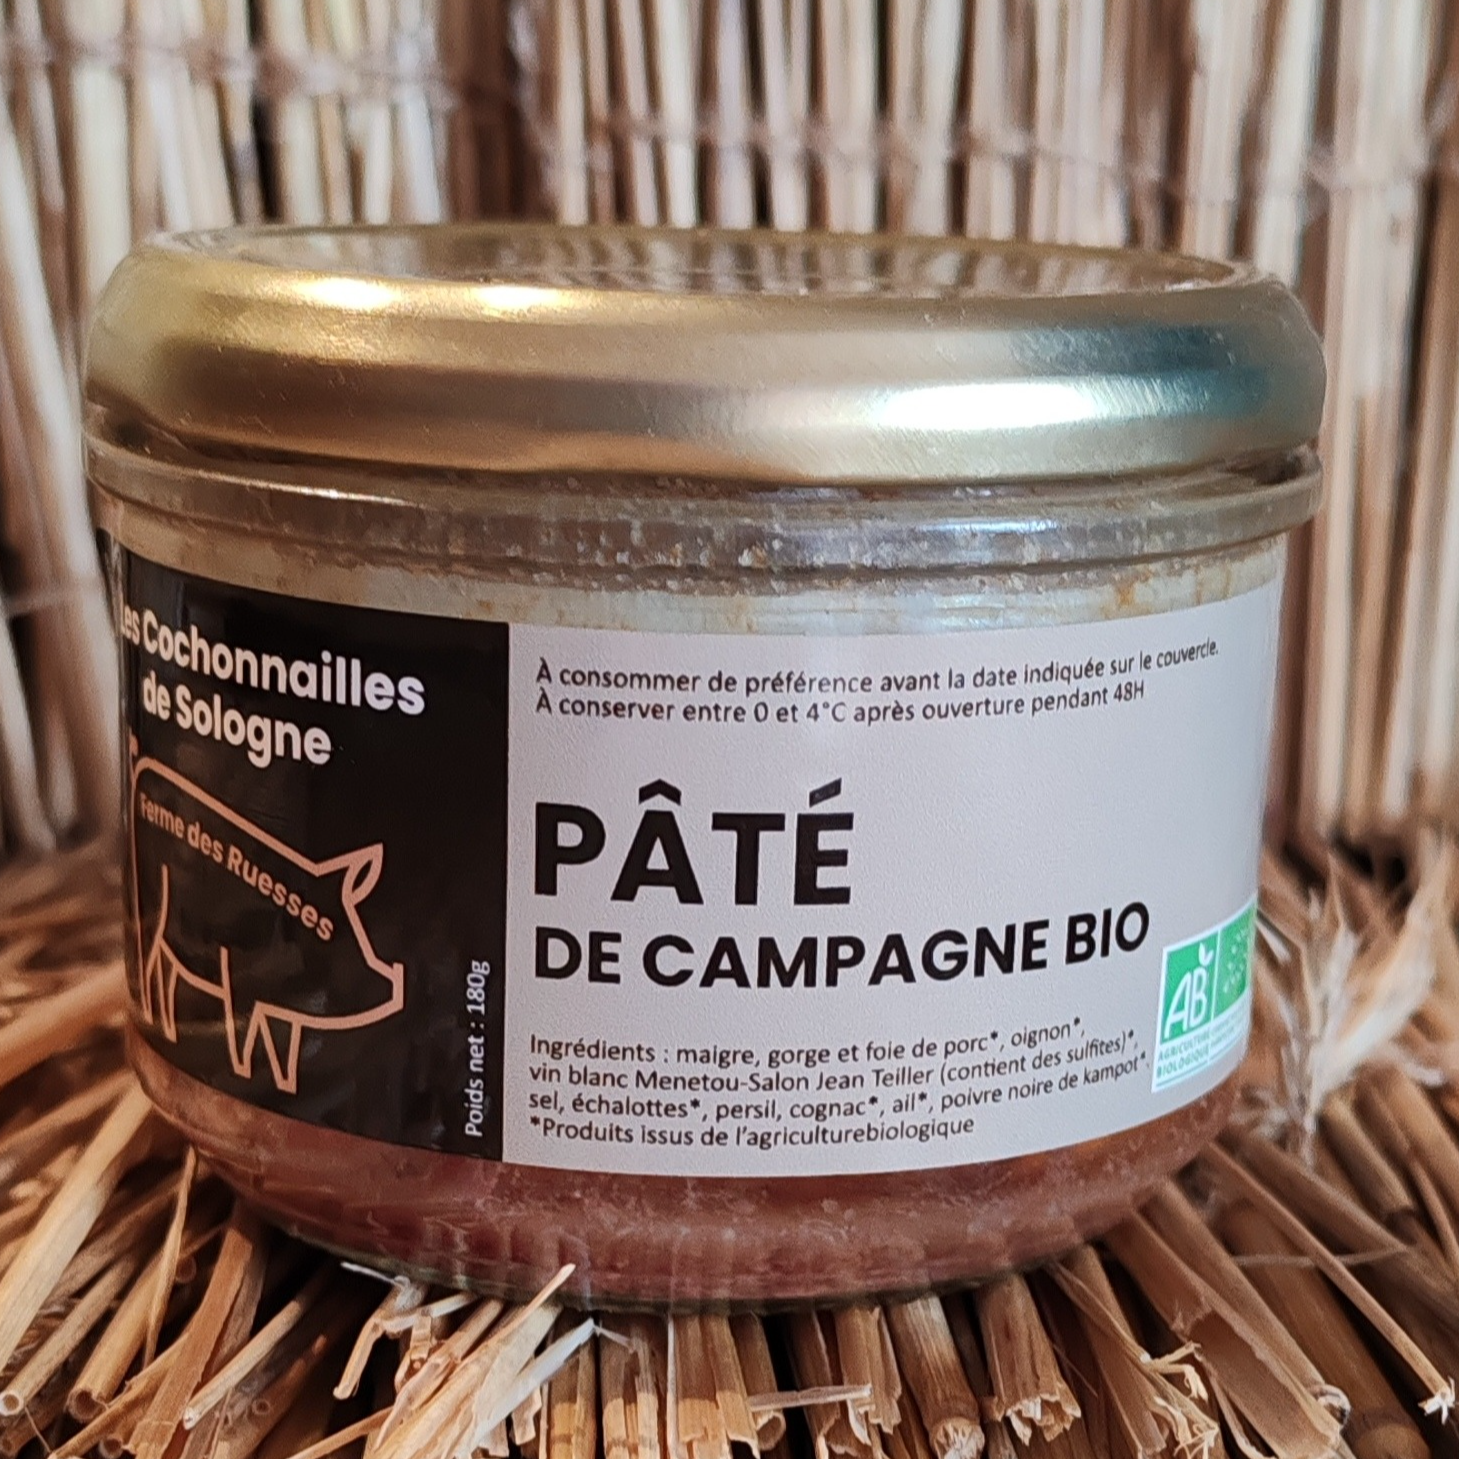 Les Cochonnailles
de Sologne
Ferme des Ruesses
Poids net : 180g
À consommer de préférence avant la date indiquée sur le couvercle.
À conserver entre 0 et 4°C après ouverture pendant 48H
PÂTÉ
DE CAMPAGNE BIO
Ingrédients : maigre, gorge et foie de porc*, oignon*,
vin blanc Menetou-Salon Jean Teiller (contient des sulfites)*,
sel, échalottes*, persil, cognac*, ail*, poivre noire de kampot*.
*Produits issus de l'agriculturebiologique
AB
AGRICULTURE
BIOLOGIQUE